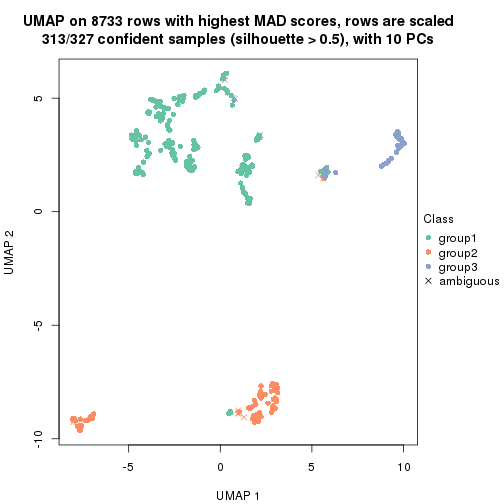 UMAP on 8733 rows with highest MAD scores, rows are scaled
313/327 confident samples (silhouette > 0.5), with 10 PCs
5
0
-5
-10
UMAP 2
-5
0
5
10
UMAP 1
Class
group1
group2
group3
ambiguous